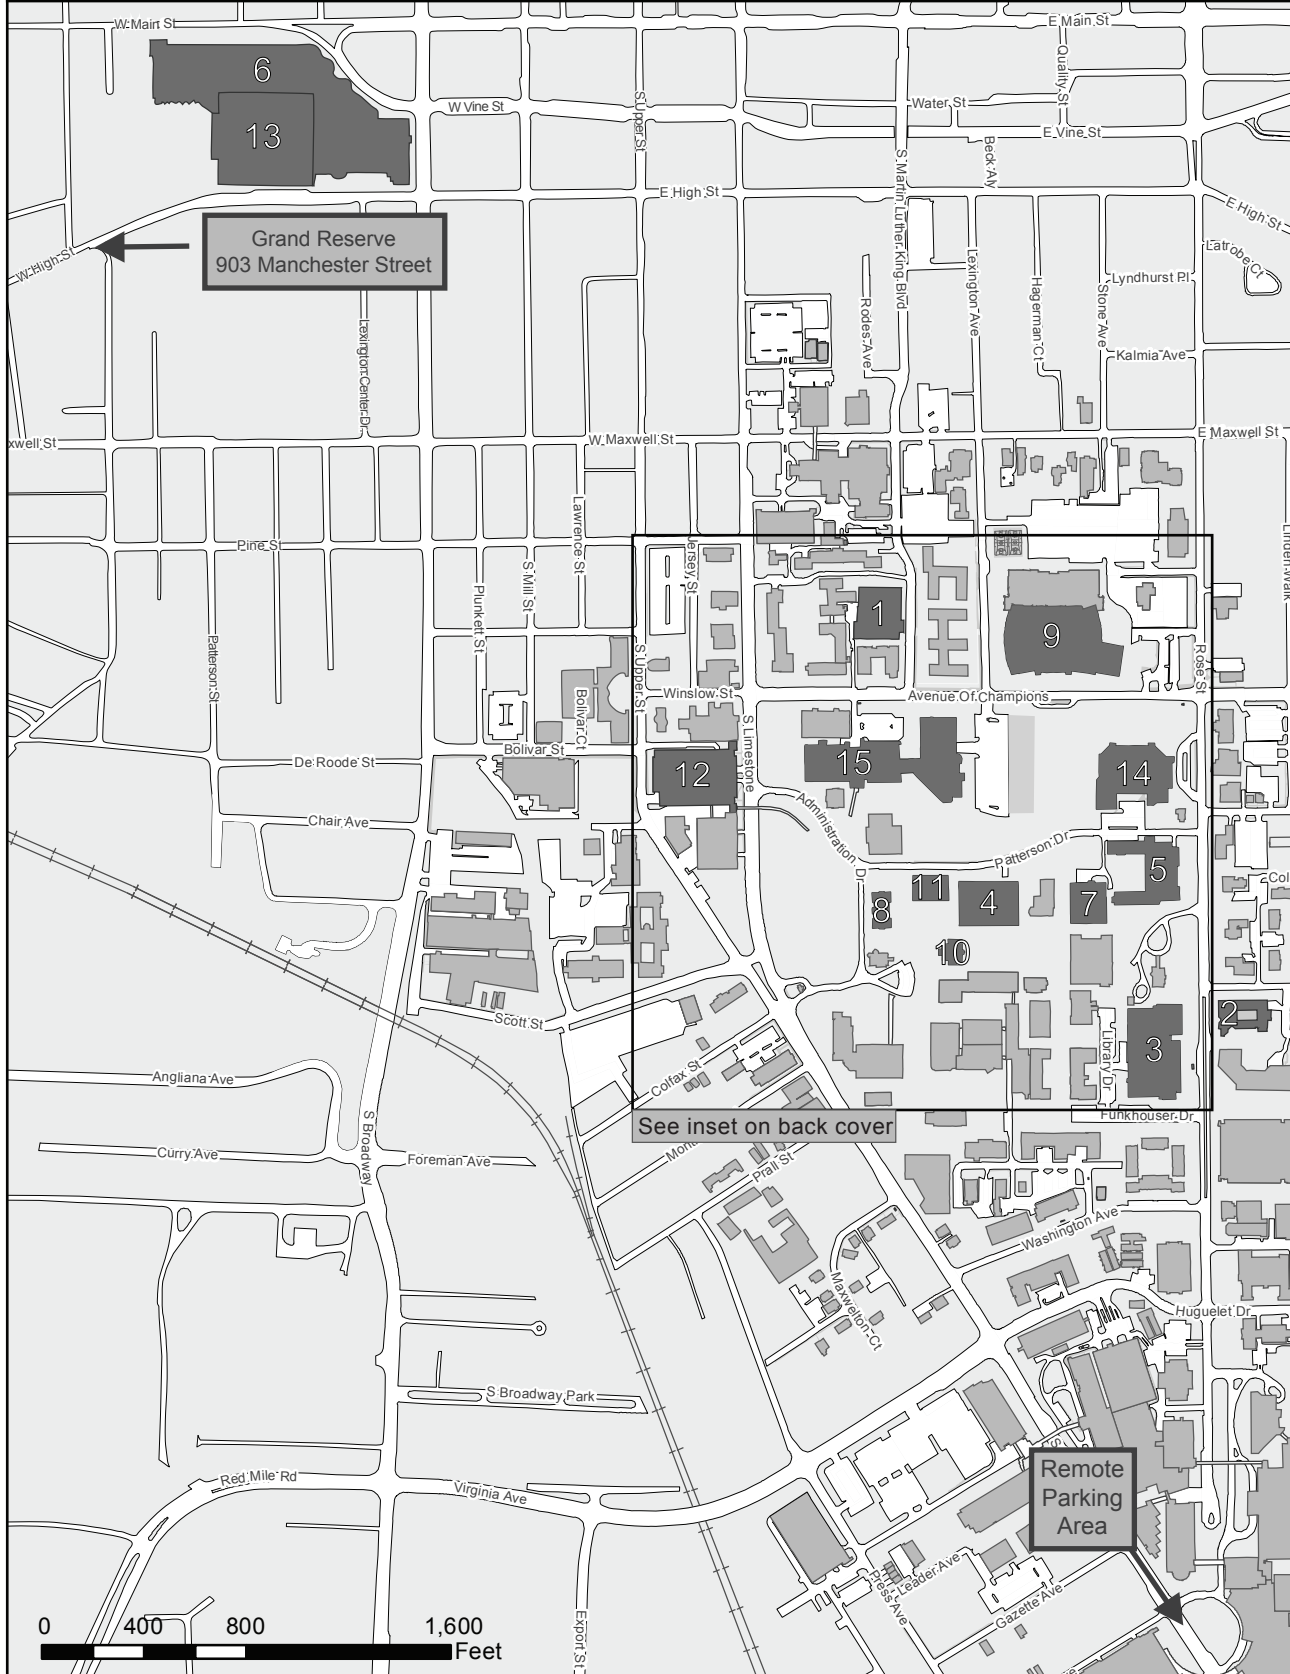 W Main St
E Main St
6
Quality St
W Vine St
S Upper St
Water St
13
E Vine St
Beck Aly
S Martin Luther King Blvd
E High St
E High St
Grand Reserve
903 Manchester Street
W High St
Latrobe Ct
Lexington Ave
Lyndhurst Pl
Hagerman Ct
Stone Ave
Rodes Ave
Lexington Center Dr
Kalmia Ave
xwell St
W Maxwell St
E Maxwell St
Lawrence St
Pine St
Jersey St
Linden Walk
S Mill St
Plunkett St
1
9
Patterson St
S Upper St
Rose St
Winslow St
Avenue Of Champions
Bolivar Ct
S Limestone
Bolivar St
De Roode St
12
15
14
Chair Ave
Administration Dr
Patterson Dr
5
Col
11
4
7
8
10
2
Scott St
3
Library Dr
Angliana Ave
Colfax St
Funkhouser Dr
S Broadway
See inset on back cover
Curry Ave
Foreman Ave
Prall St
Washington Ave
Maxwelton Ct
Huguelet Dr
S Broadway Park
Red Mile Rd
Virginia Ave
Remote
Parking
Area
Leader Ave
Press Ave
Gazette Ave
Export St
0 400 800 1,600
Feet